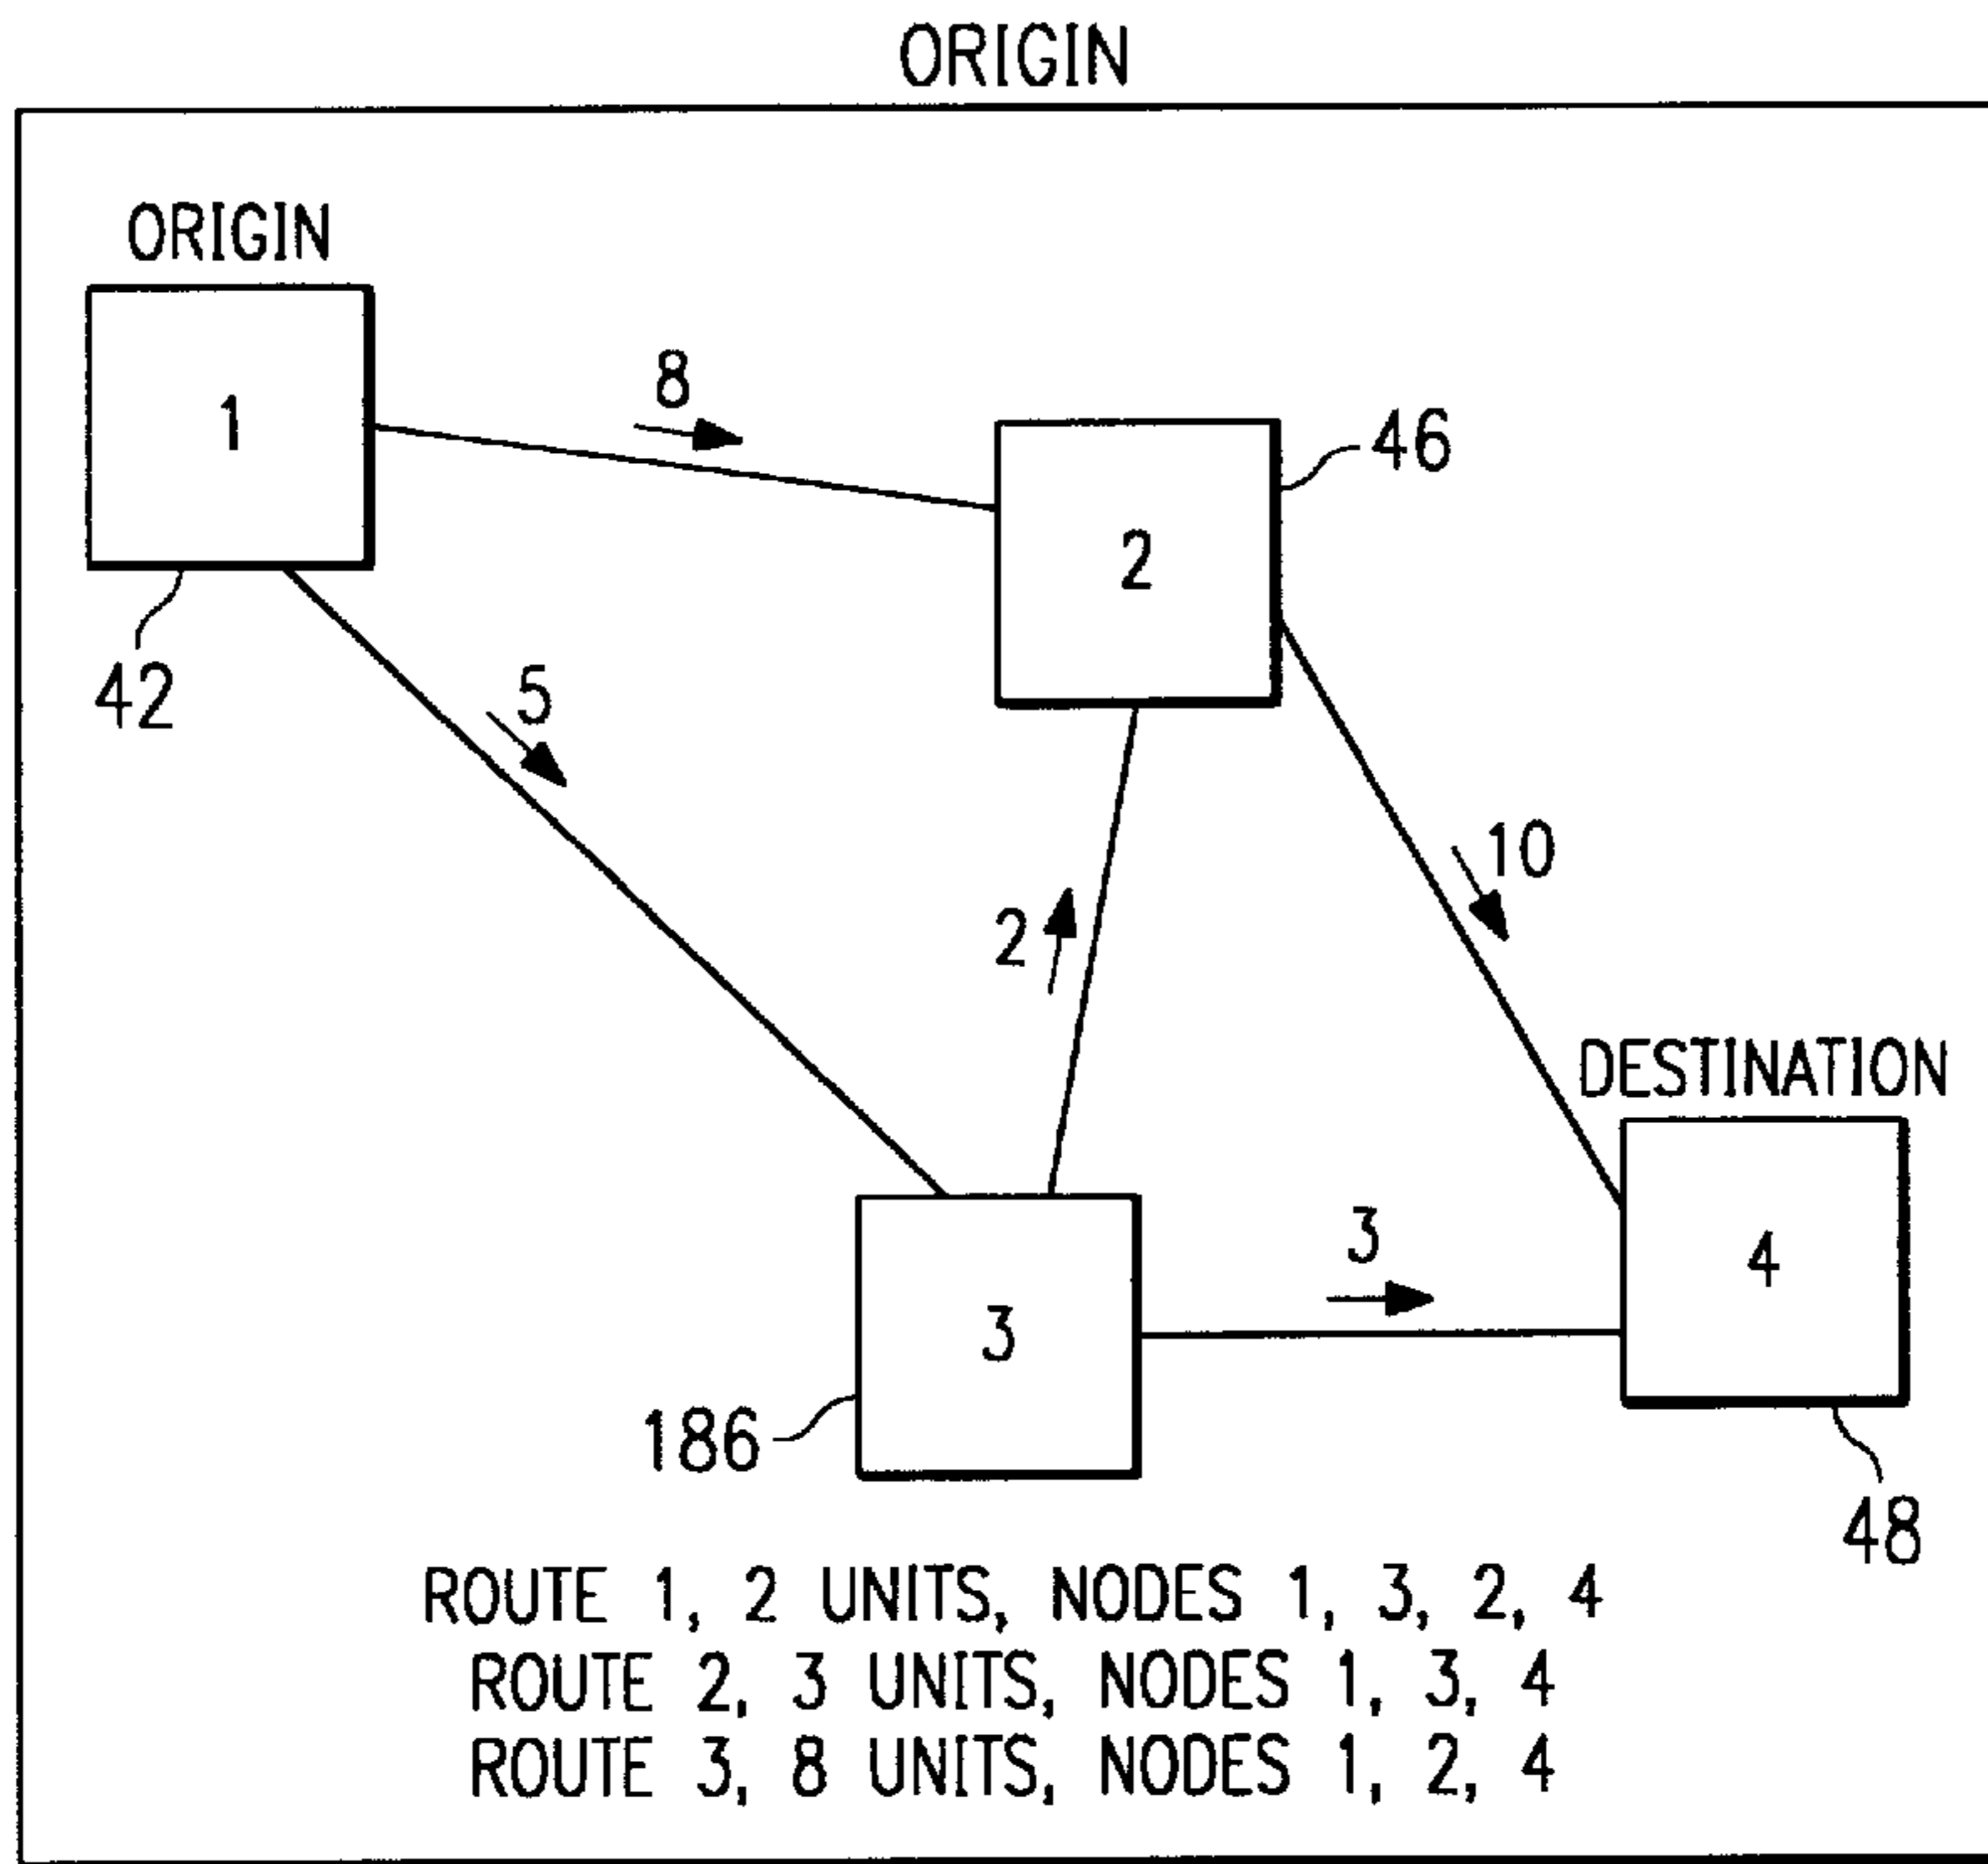 ORIGIN
ORIGIN
1
8
2
46
42
5
10
2
DESTINATION
3
4
3
186
48
ROUTE 1, 2 UNITS, NODES 1, 3, 2, 4
ROUTE 2, 3 UNITS, NODES 1, 3, 4
ROUTE 3, 8 UNITS, NODES 1, 2, 4